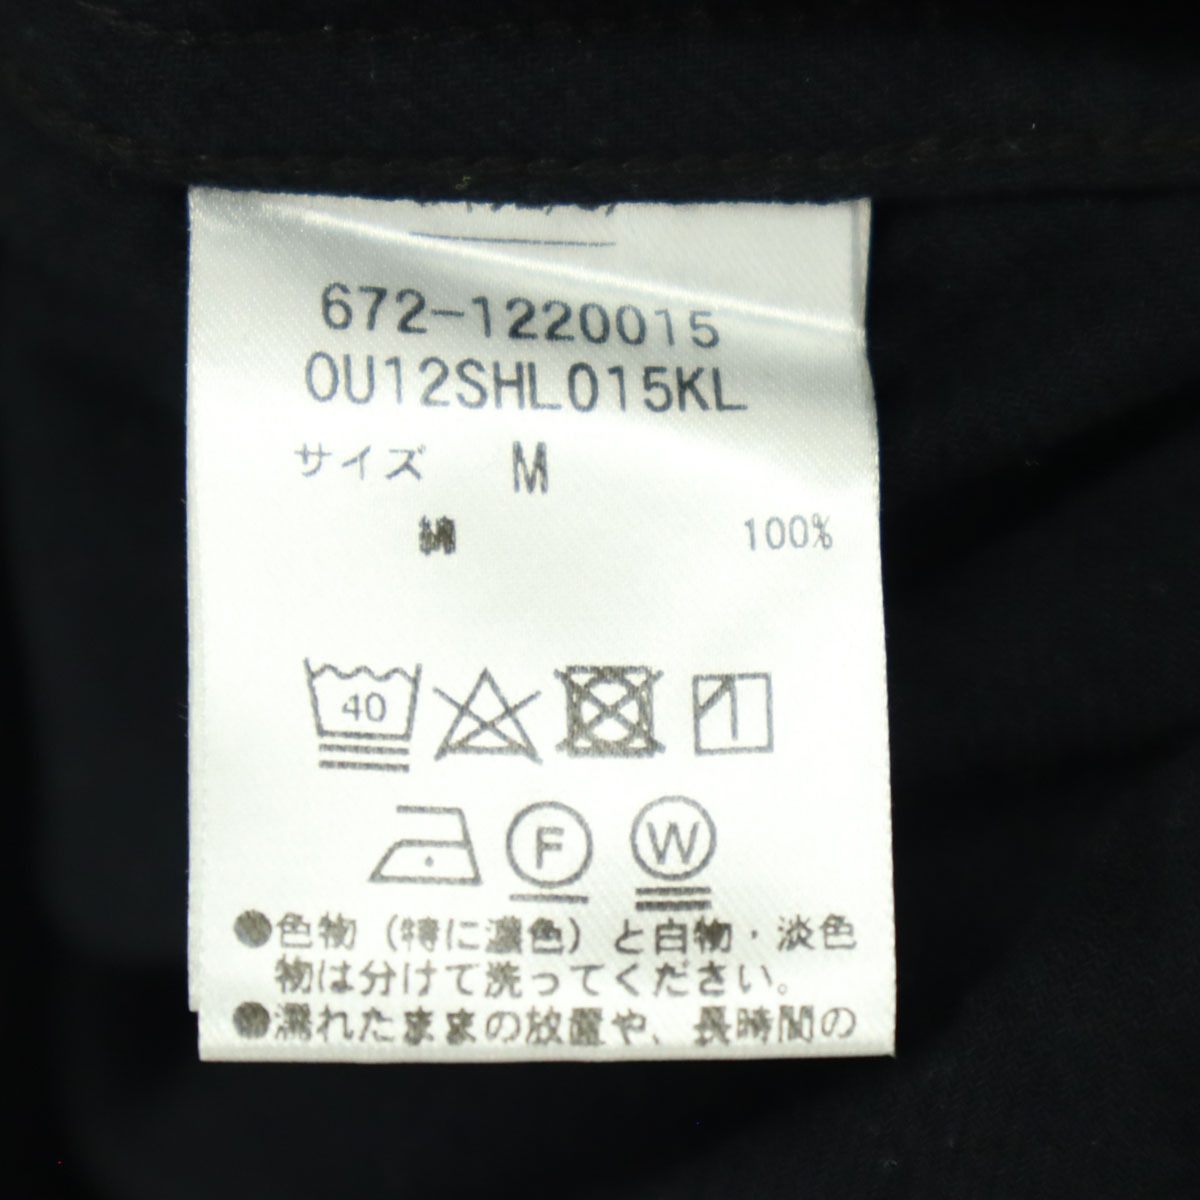 672-1220015
OU12SHL015KL
サイズ M
綿 100%
40
F
W
●色物（特に濃色）と白物・淡色
物は分けて洗ってください。
●濡れたままの放置や、長時間の